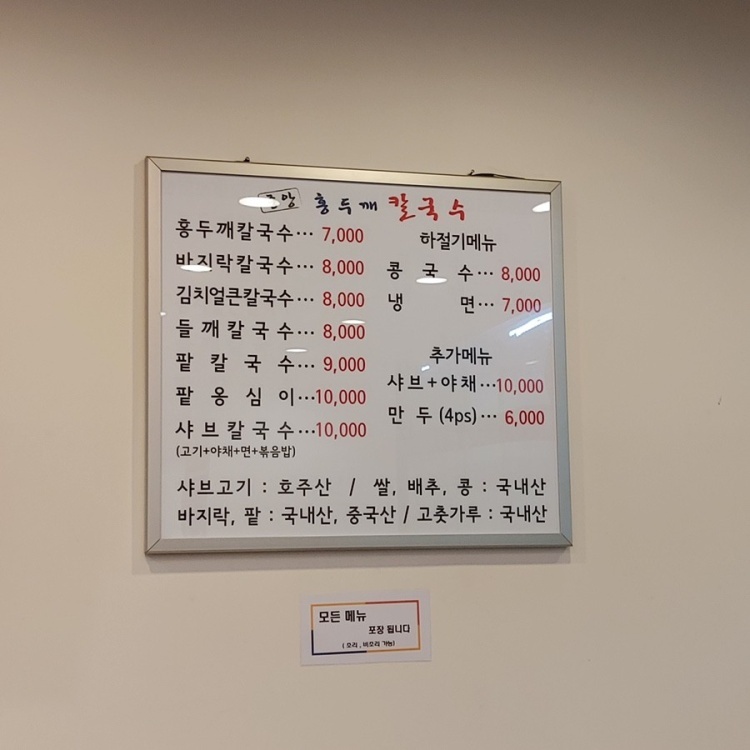 홍두깨 칼국수
홍두깨칼국수… 7,000
바지락칼국수… 8,000
김치얼큰칼국수… 8,000
들깨칼국수… 8,000
팥칼국수… 9,000
팥옹심이…10,000
샤브칼국수…10,000
(고기+야채+면+볶음밥)
하절기메뉴
콩국수… 8,000
냉면… 7,000
추가메뉴
샤브+야채…10,000
만두(4ps)… 6,000
샤브고기 : 호주산 / 쌀, 배추, 콩 : 국내산
바지락, 팥 : 국내산, 중국산 / 고춧가루 : 국내산
모든 메뉴
포장 됩니다
( 조리 , 비조리 가능)